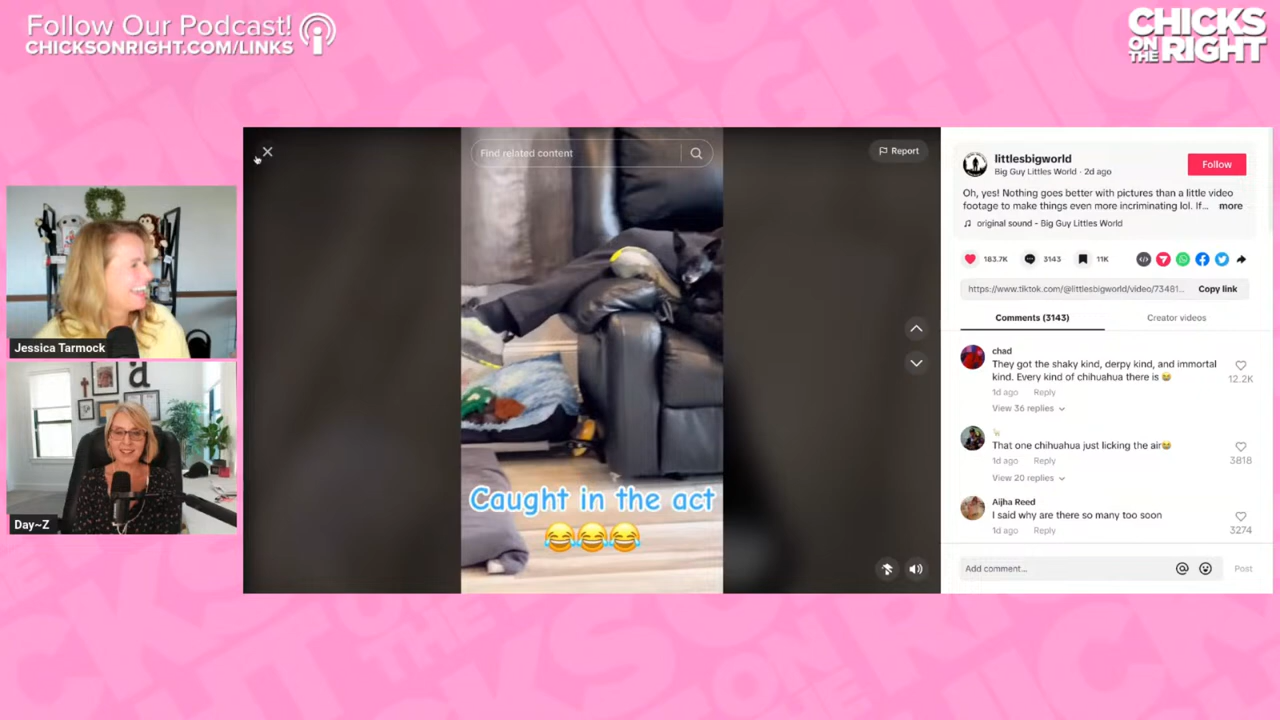 Follow Our Podcast!
CHICKSONRIGHT.COM/LINKS
CHICKS
ON THE RIGHT
Find related content
Report
Caught in the act
😂😂😂
Jessica Tarmock
a
Day~Z
littlesbigworld
Big Guy Littles World · 2d ago
Follow
Oh, yes! Nothing goes better with pictures than a little video
footage to make things even more incriminating lol. If... more
original sound - Big Guy Littles World
183.7K
3143
11K
https://www.tiktok.com/@littlesbigworld/video/73481...
Copy link
Comments (3143)
Creator videos
chad
They got the shaky kind, derpy kind, and immortal
kind. Every kind of chihuahua there is 😂
12.2K
1d ago Reply
View 36 replies
That one chihuahua just licking the air😂
3818
1d ago Reply
View 20 replies
Aijha Reed
I said why are there so many too soon
3274
1d ago Reply
Add comment...
Post